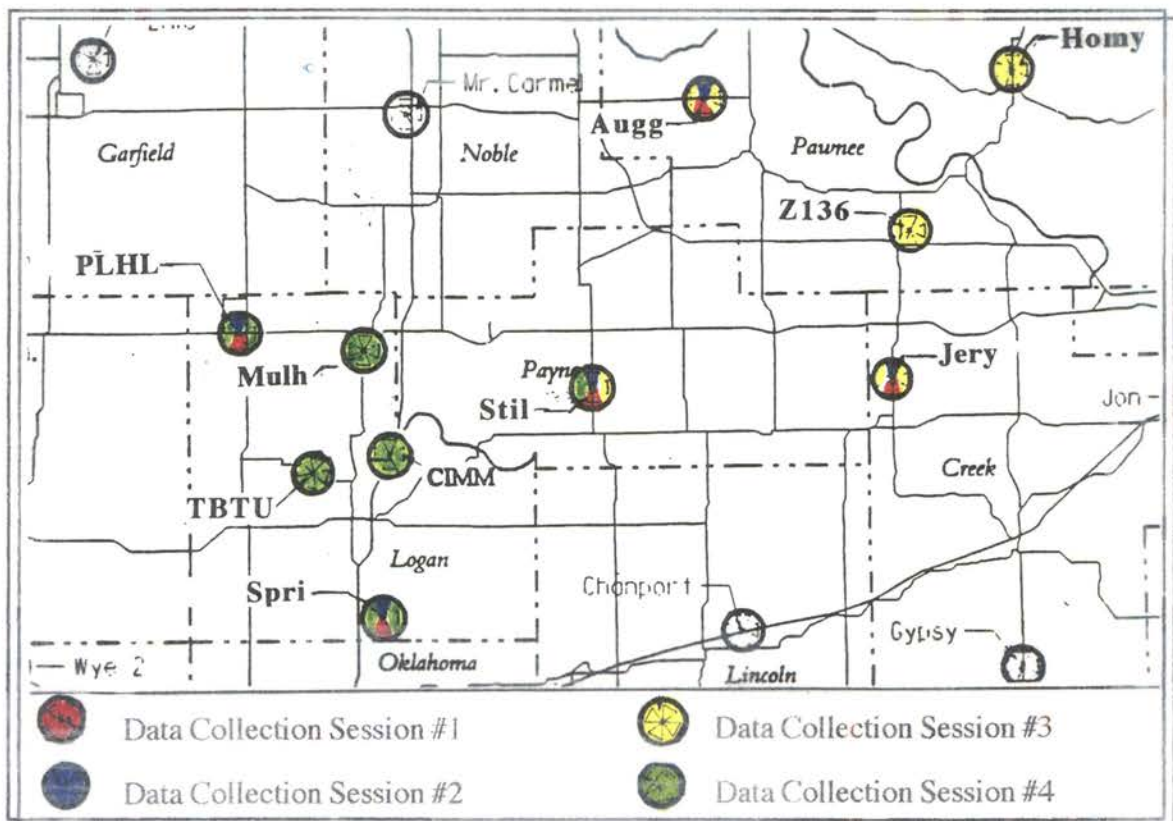 Homy
Mr. Carmel
Augg
Garfield
Noble
Pawnee
Z136
PLHL
Mulh
Payne
Jery
Stil
Jon
CIMM
Creek
TBTU
Logan
Spri
Chanport
Gypsy
Wye 2
Oklahoma
Lincoln
Data Collection Session #1
Data Collection Session #3
Data Collection Session #2
Data Collection Session #4